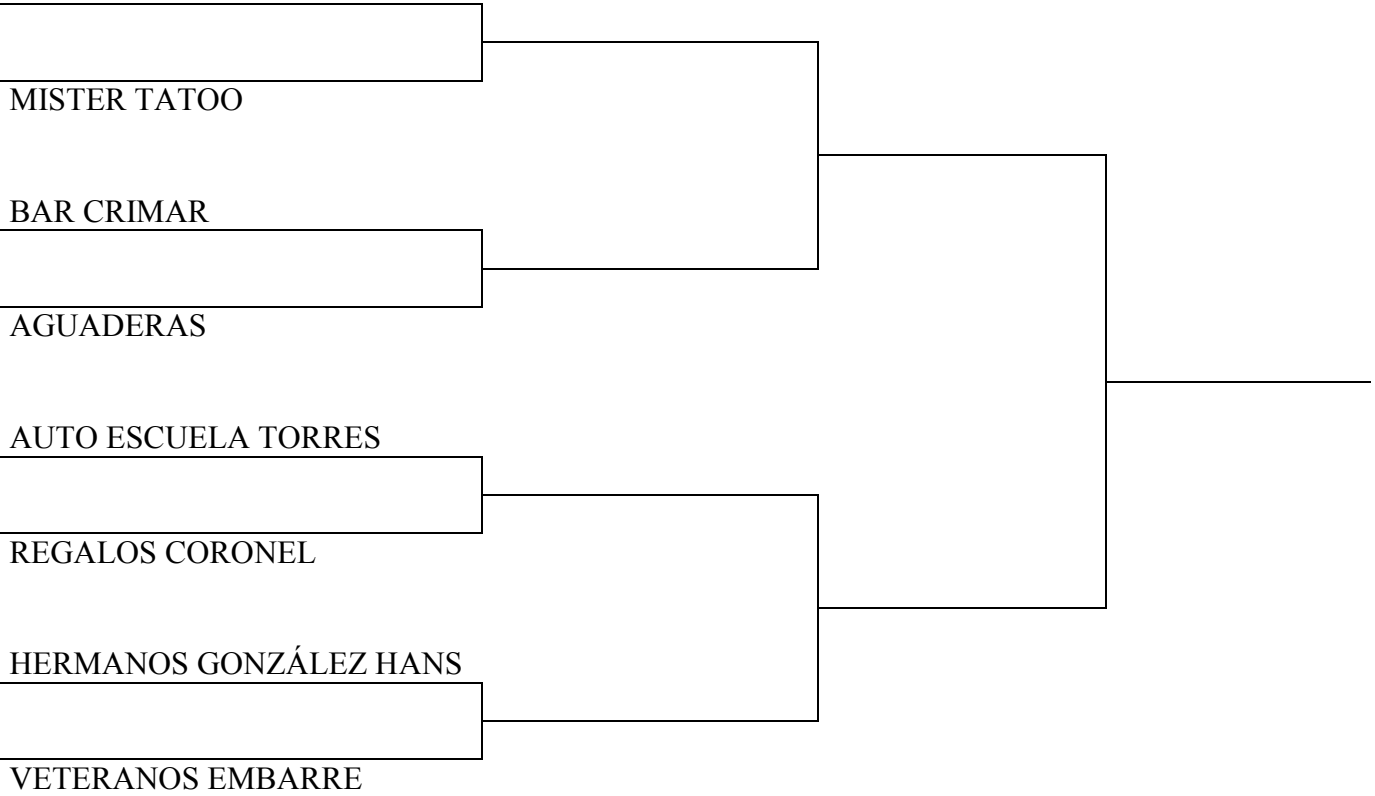 MISTER TATOO
BAR CRIMAR
AGUADERAS
AUTO ESCUELA TORRES
REGALOS CORONEL
HERMANOS GONZÁLEZ HANS
VETERANOS EMBARRE